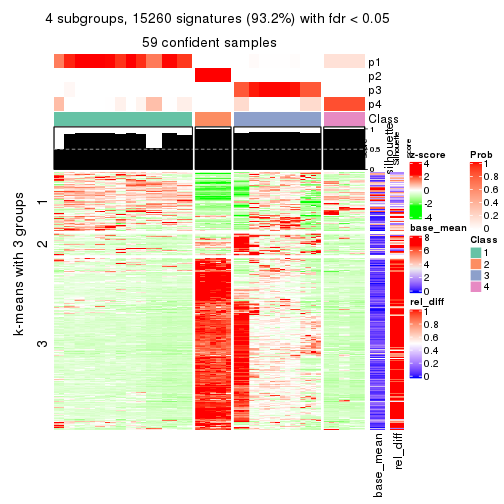 4 subgroups, 15260 signatures (93.2%) with fdr < 0.05
59 confident samples
p1
p2
p3
p4
Class
1
0.5
0
silhouette
Silhouette
score
k-means with 3 groups
1
2
3
base_mean
rel_diff
z-score
4
2
0
-2
-4
base_mean
8
6
4
2
0
rel_diff
1
0.8
0.6
0.4
0.2
0
Prob
1
0.8
0.6
0.4
0.2
0
Class
1
2
3
4